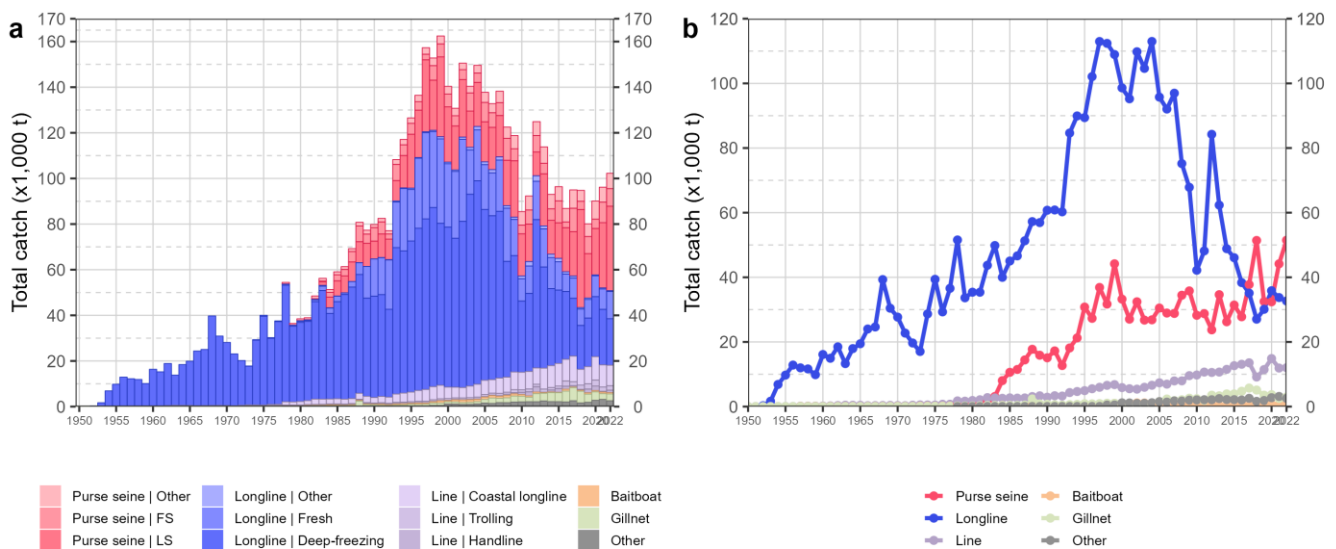 a
Total catch (x1,000 t)
170
160
140
120
100
80
60
40
20
0
170
160
140
120
100
80
60
40
20
0
1950 1955 1960 1965 1970 1975 1980 1985 1990 1995 2000 2005 2010 2015 2020 2022
b
Total catch (x1,000 t)
120
100
80
60
40
20
0
120
100
80
60
40
20
0
1950 1955 1960 1965 1970 1975 1980 1985 1990 1995 2000 2005 2010 2015 2020 2022
Purse seine | Other Longline | Other Line | Coastal longline Baitboat
Purse seine | FS Longline | Fresh Line | Trolling Gillnet
Purse seine | LS Longline | Deep-freezing Line | Handline Other
Purse seine Baitboat
Longline Gillnet
Line Other